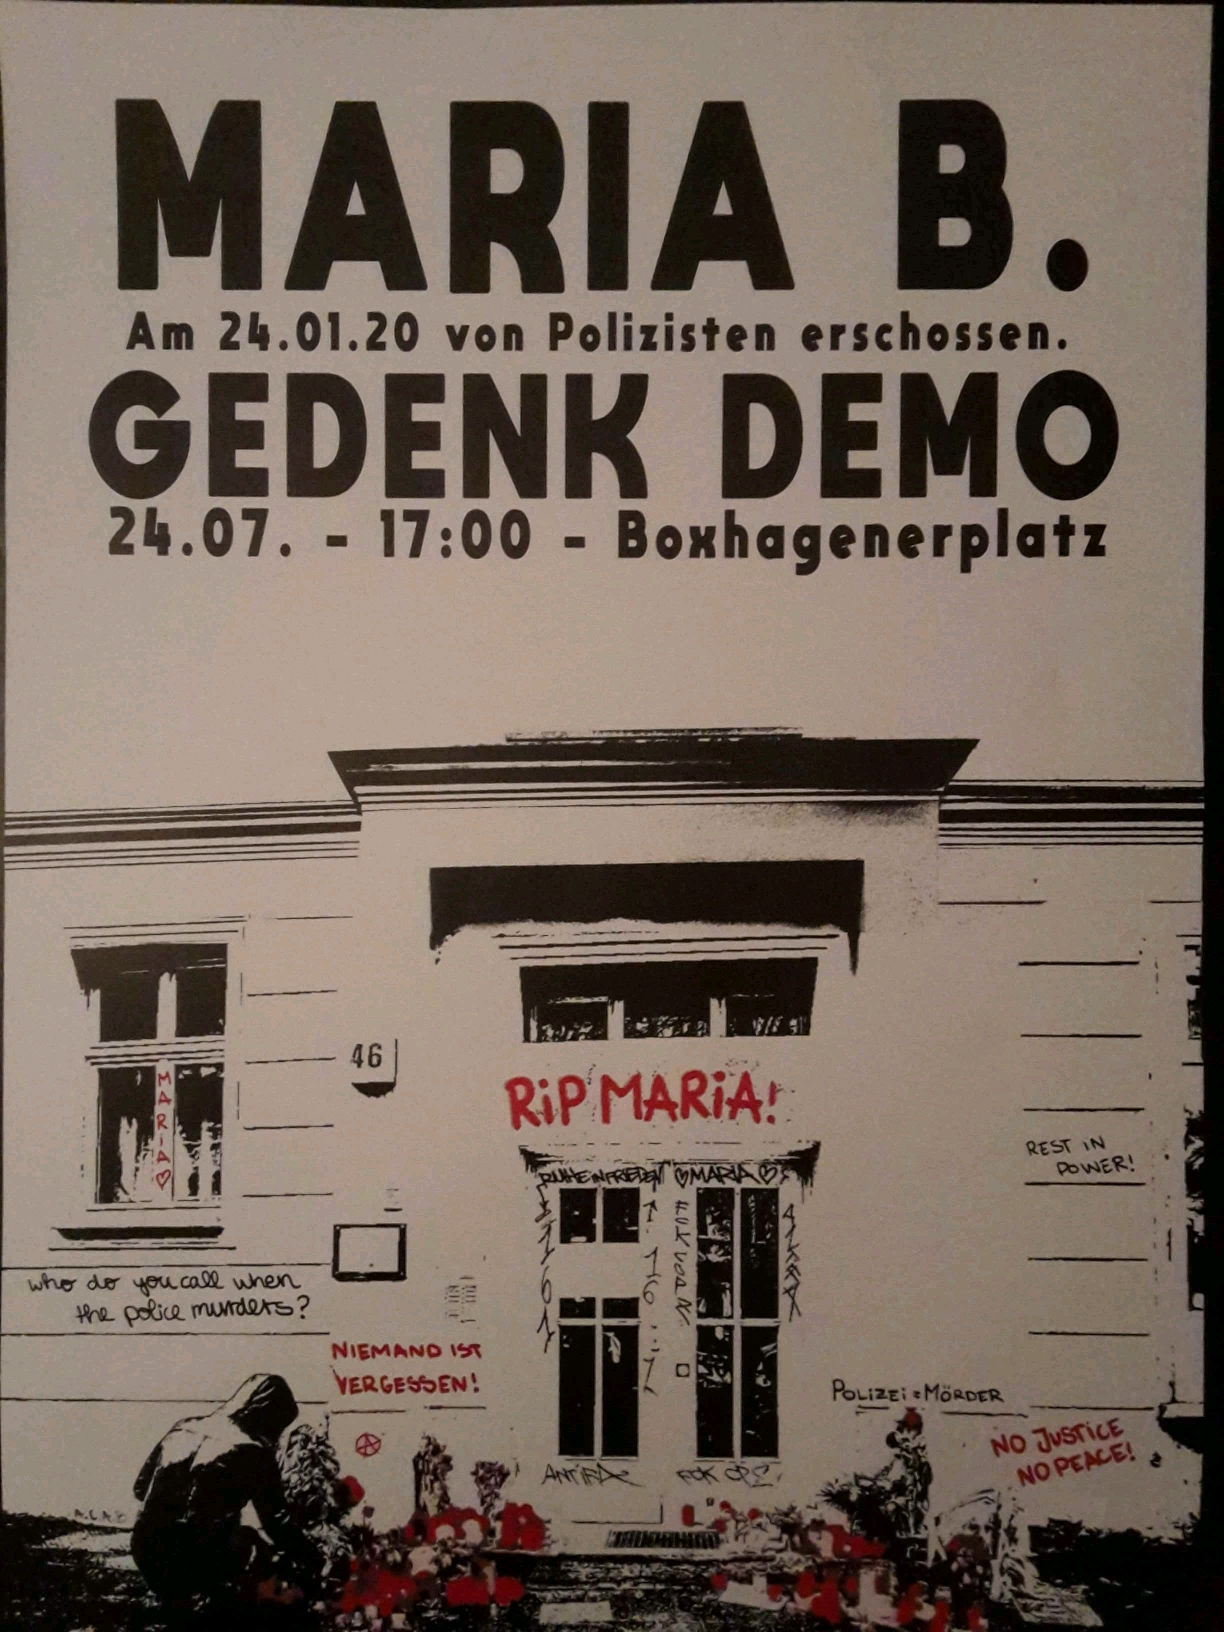 MARIA B.
Am 24.01.20 von Polizisten erschossen.
GEDENK DEMO
24.07. - 17:00 - Boxhagenerplatz
46
MARIA
RIP MARIA!
REST IN
POWER!
RUHE IN FRIEDEN ♡MARIA♡
who do you call when
the police murders?
NIEMAND IST
VERGESSEN!
POLIZEI=MÖRDER
NO JUSTICE
NO PEACE!
ANTIFA
A.C.A.B